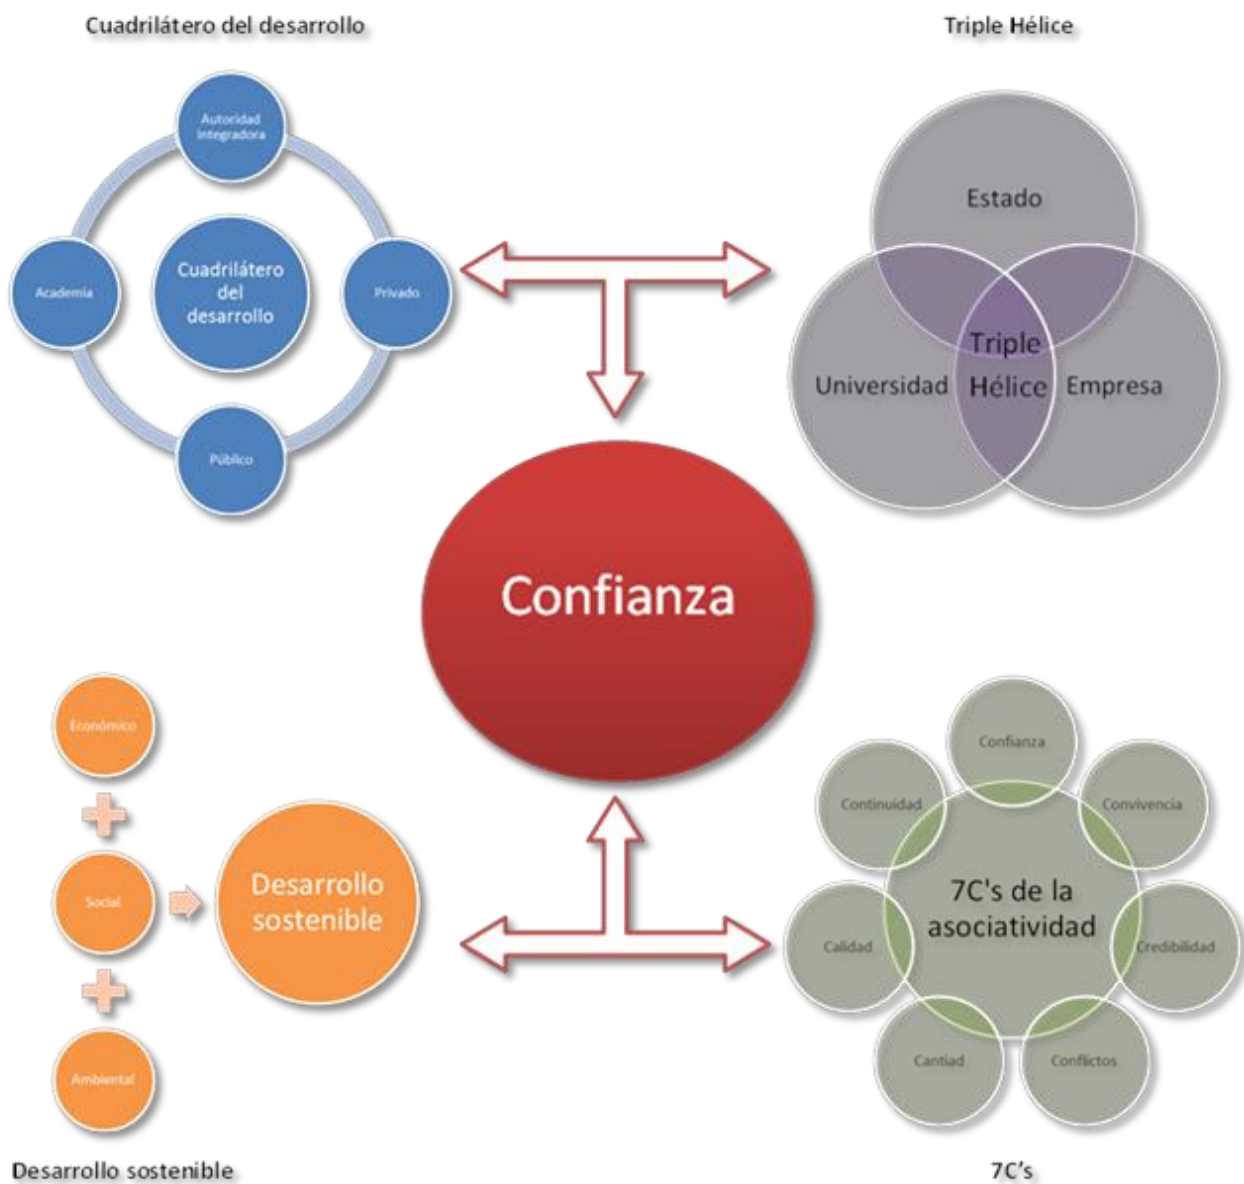 Cuadrilátero del desarrollo
Triple Hélice
Autoridad
integradora
Academia
Cuadrilátero
del
desarrollo
Privado
Público
Estado
Universidad
Triple
Hélice
Empresa
Confianza
Económico
Social
Ambiental
Desarrollo
sostenible
Confianza
Convivencia
Credibilidad
Conflictos
Cantiad
Calidad
Continuidad
7C's de la
asociatividad
Desarrollo sostenible
7C's